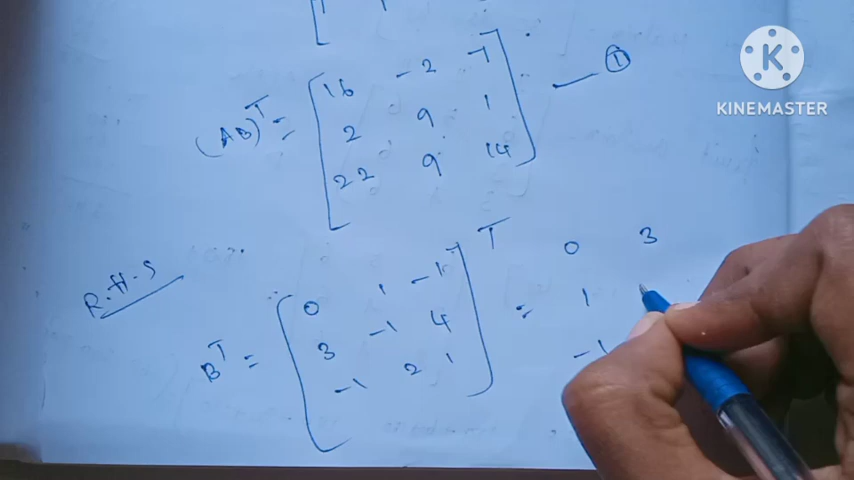 16 -2 -1
(AB)^T = 2 9 1 — 1
22 9 14
R.H.S
0 1 -1 T 0 3
B^T = 3 -1 4 = 1
-1 2 1 -1
KINEMASTER